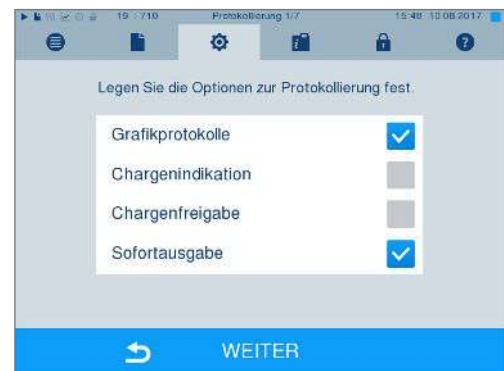 19 / 710 Protokollierung 1/7 15:48 10.08.2017
Legen Sie die Optionen zur Protokollierung fest.
Grafikprotokolle
Chargenindikation
Chargenfreigabe
Sofortausgabe
WEITER